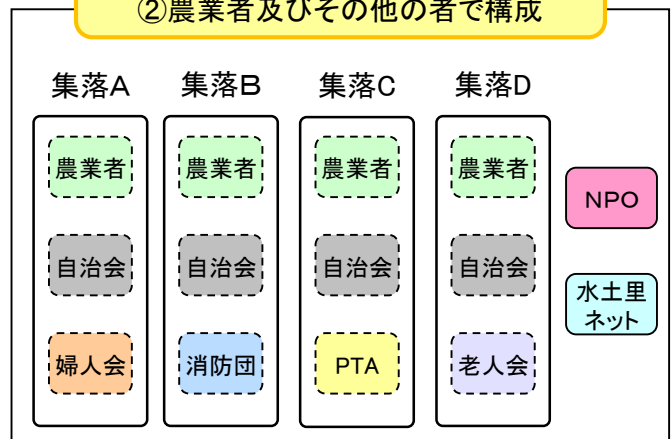 ②農業者及びその他の者で構成
集落A
集落B
集落C
集落D
農業者
農業者
農業者
農業者
自治会
自治会
自治会
自治会
婦人会
消防団
PTA
老人会
NPO
水土里
ネット